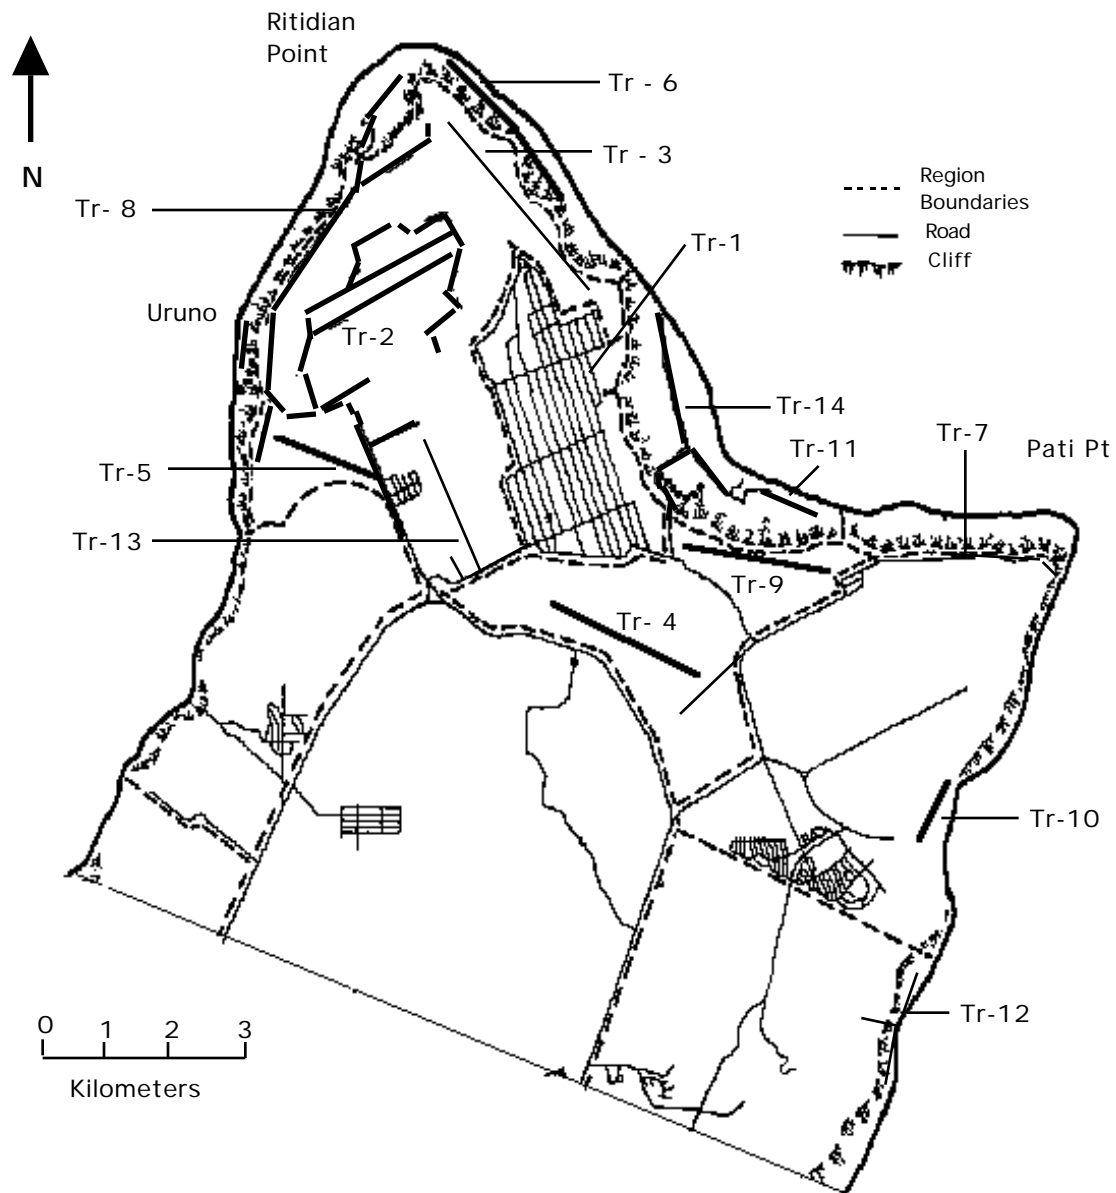 Ritidian
Point
Tr - 6
N
Tr - 3
Region
Boundaries
Tr- 8
Road
Tr-1
Cliff
Uruno
Tr-2
Tr-14
Tr-7
Tr-11
Pati Pt
Tr-5
Tr-13
Tr-9
Tr- 4
Tr-10
Tr-12
0 1 2 3
Kilometers